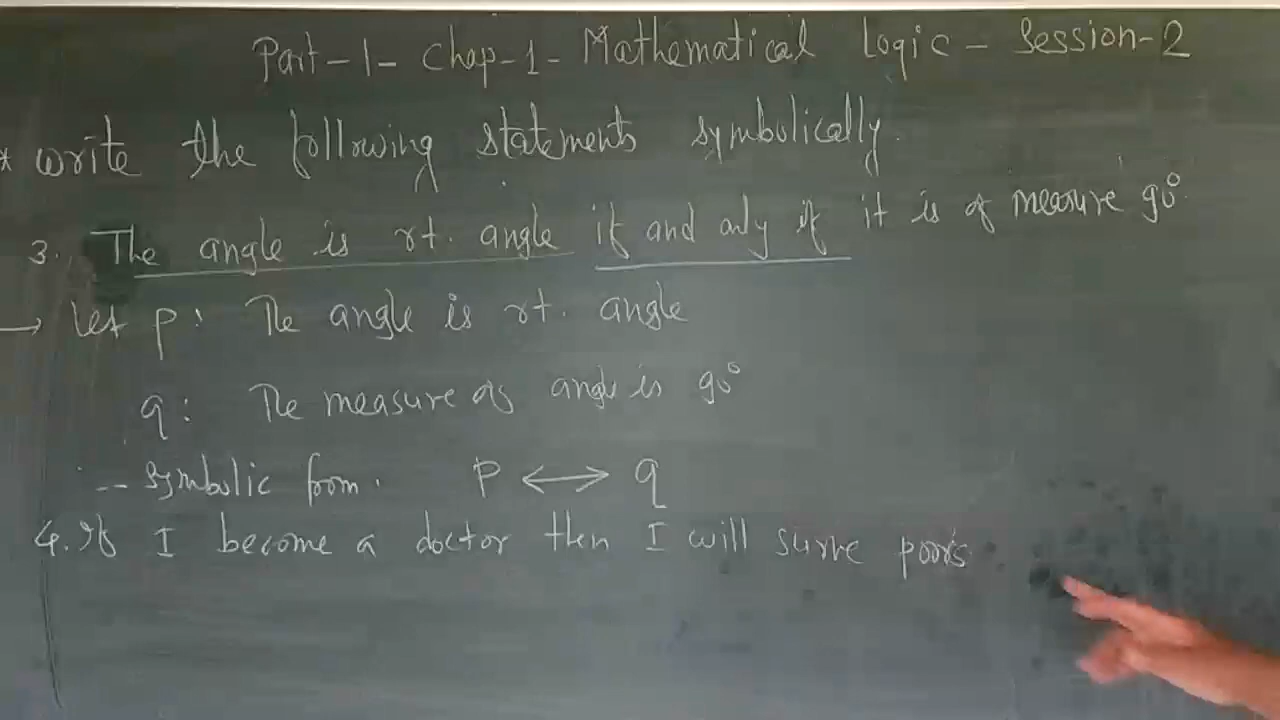 Part-1- Chap-1- Mathematical Logic - Session-2
* Write the following statements symbolically.
3. The angle is rt. angle if and only if it is of measure 90°
→ Let p: The angle is rt. angle
q: The measure of angle is 90°
- Symbolic from. P ↔ q
4. If I become a doctor then I will surve poors